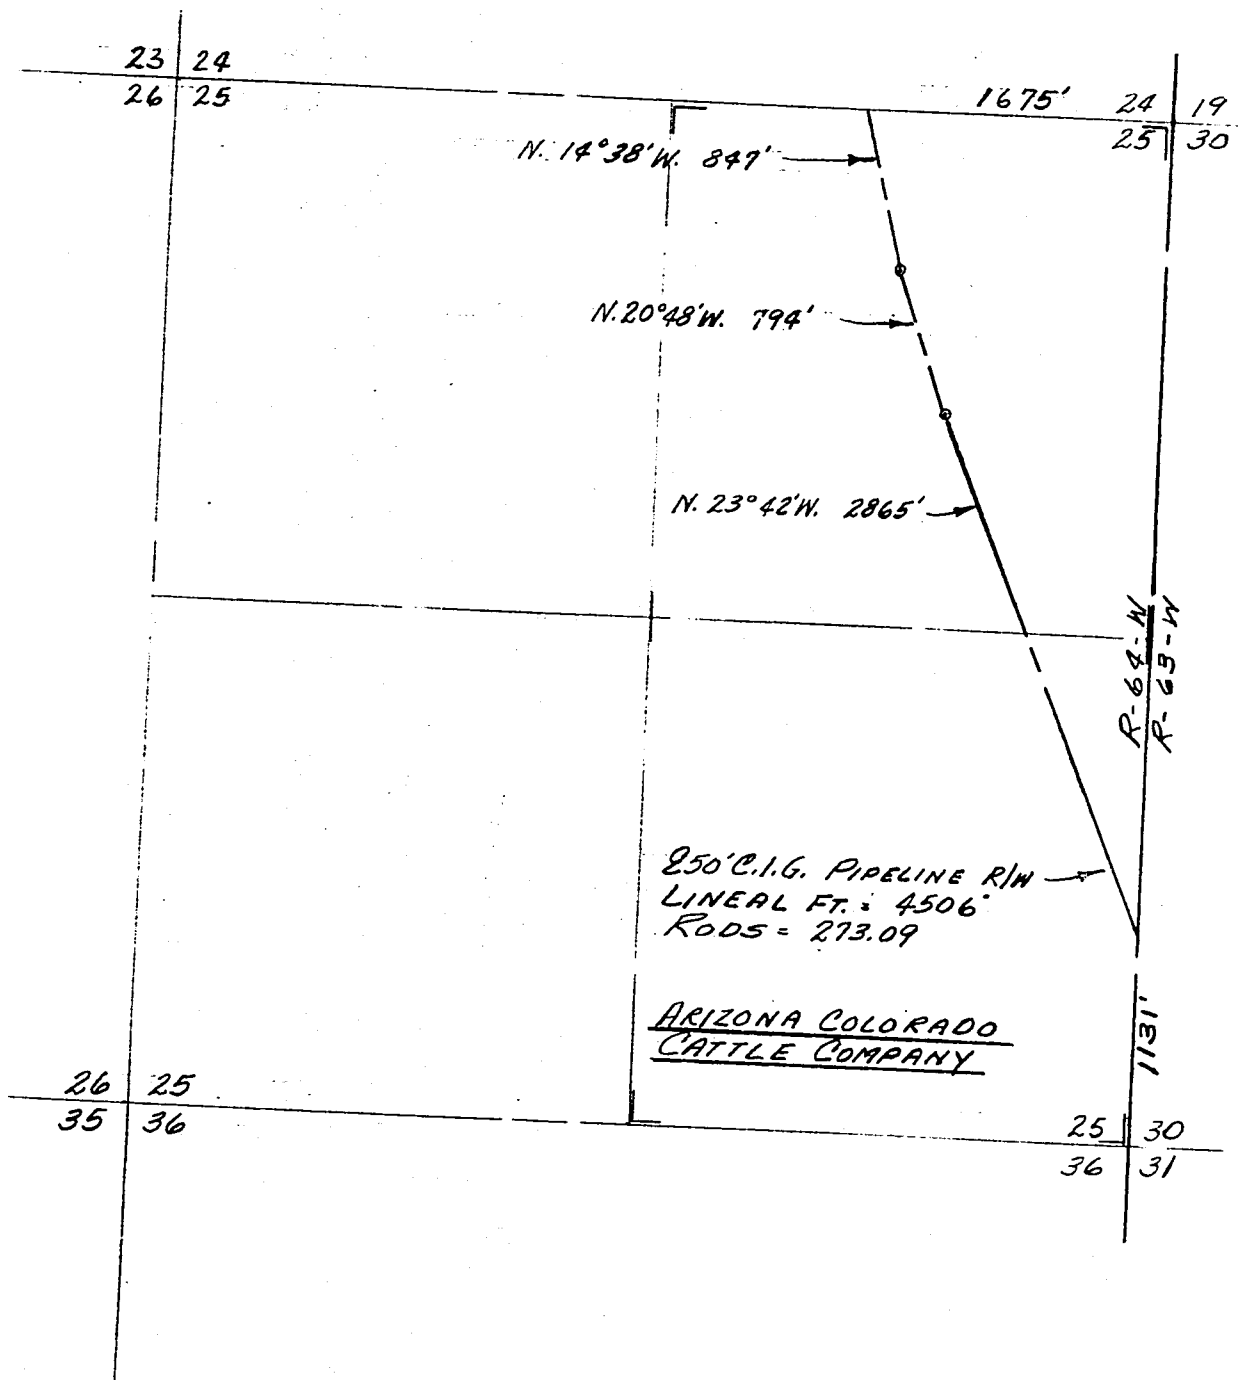 23 24
26 25
1675'
24 19
25 30
N. 14°38'W. 847'
N. 20°48'W. 794'
N. 23°42'W. 2865'
R-64-W
R-63-W
C.I.G. PIPELINE R/W
LINEAL FT. : 4506'
RODS = 273.09
ARIZONA COLORADO
CATTLE COMPANY
1131'
26 25
35 36
25 30
36 31